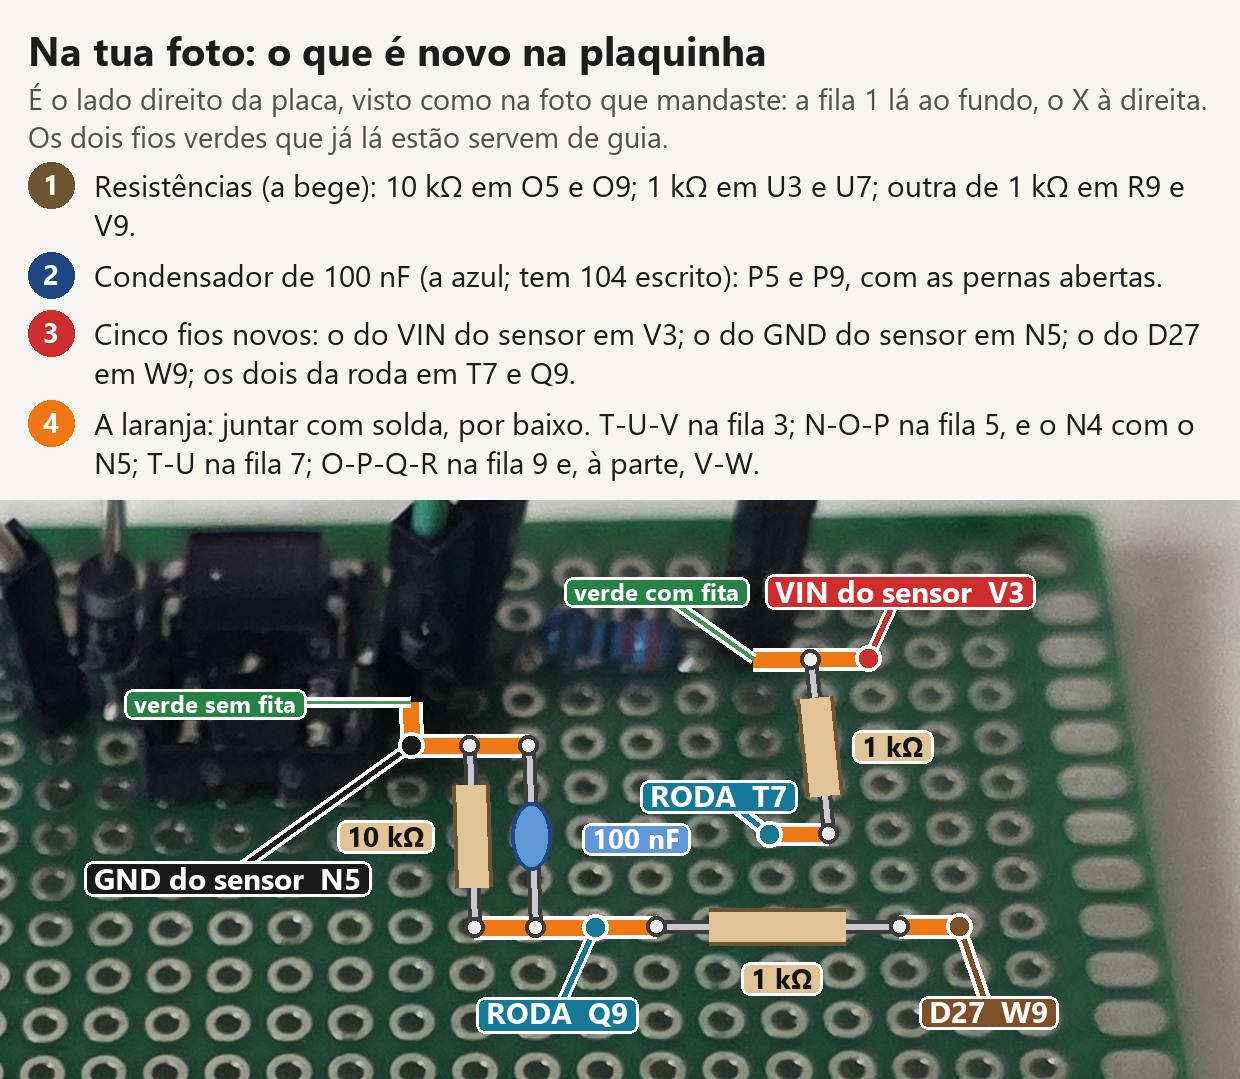 Na tua foto: o que é novo na plaquinha
É o lado direito da placa, visto como na foto que mandaste: a fila 1 lá ao fundo, o X à direita.
Os dois fios verdes que já lá estão servem de guia.
1 Resistências (a bege): 10 kΩ em O5 e O9; 1 kΩ em U3 e U7; outra de 1 kΩ em R9 e
V9.
2 Condensador de 100 nF (a azul; tem 104 escrito): P5 e P9, com as pernas abertas.
3 Cinco fios novos: o do VIN do sensor em V3; o do GND do sensor em N5; o do D27
em W9; os dois da roda em T7 e Q9.
4 A laranja: juntar com solda, por baixo. T-U-V na fila 3; N-O-P na fila 5, e o N4 com o
N5; T-U na fila 7; O-P-Q-R na fila 9 e, à parte, V-W.
verde com fita
VIN do sensor V3
verde sem fita
1 kΩ
RODA T7
10 kΩ
100 nF
GND do sensor N5
1 kΩ
RODA Q9
D27 W9